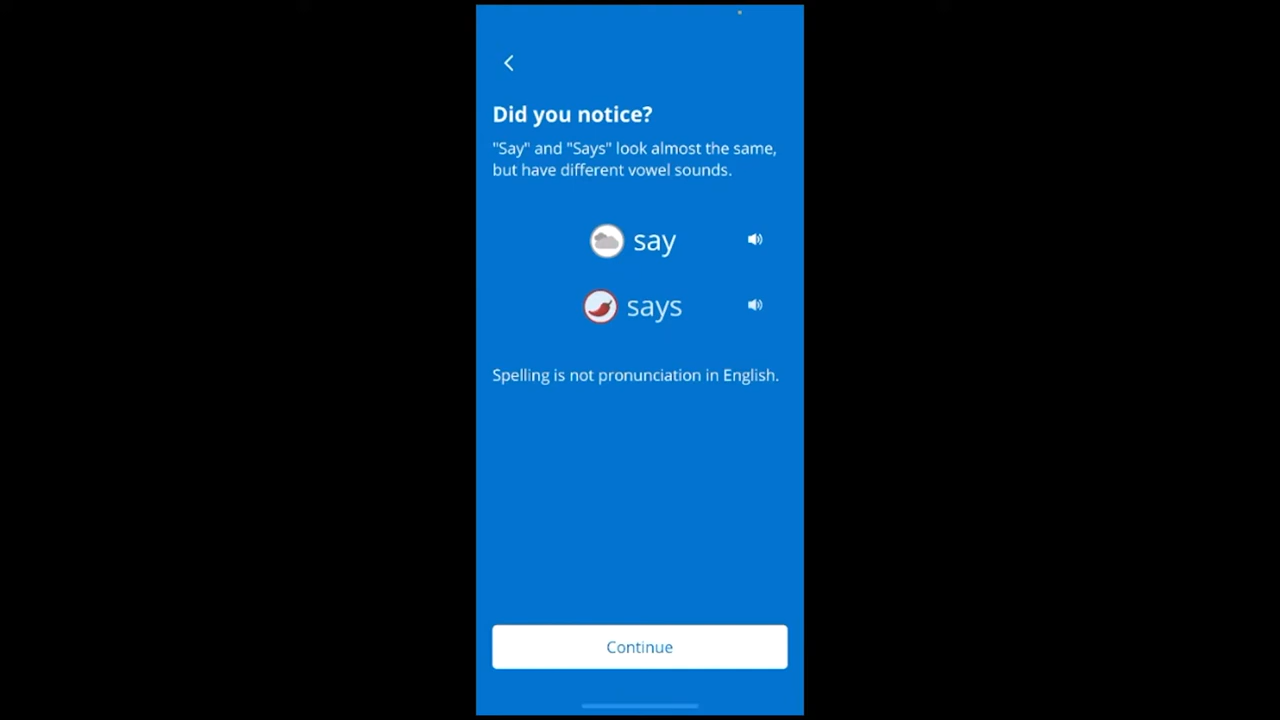 Did you notice?
"Say" and "Says" look almost the same,
but have different vowel sounds.
say
says
Spelling is not pronunciation in English.
Continue